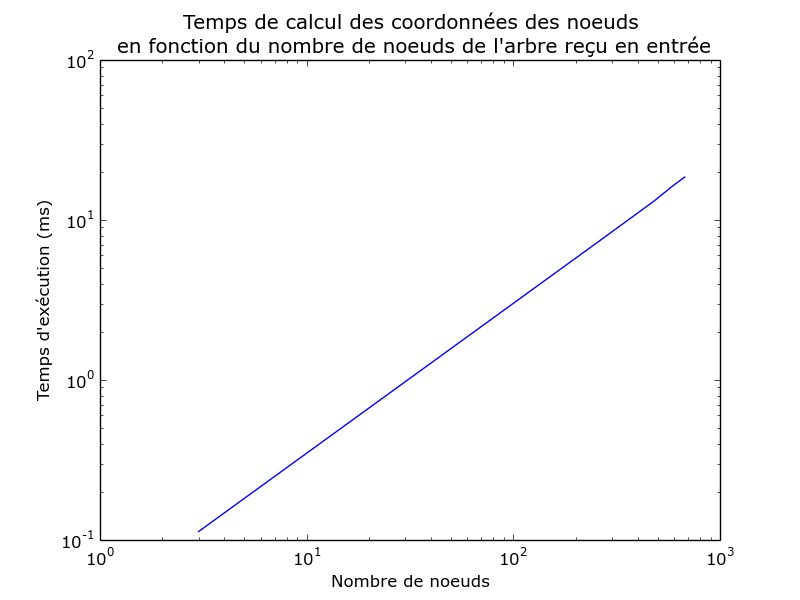 Temps de calcul des coordonnées des noeuds
en fonction du nombre de noeuds de l'arbre reçu en entrée
10^2
10^1
10^0
10^-1
Temps d'exécution (ms)
10^0 10^1 10^2 10^3
Nombre de noeuds